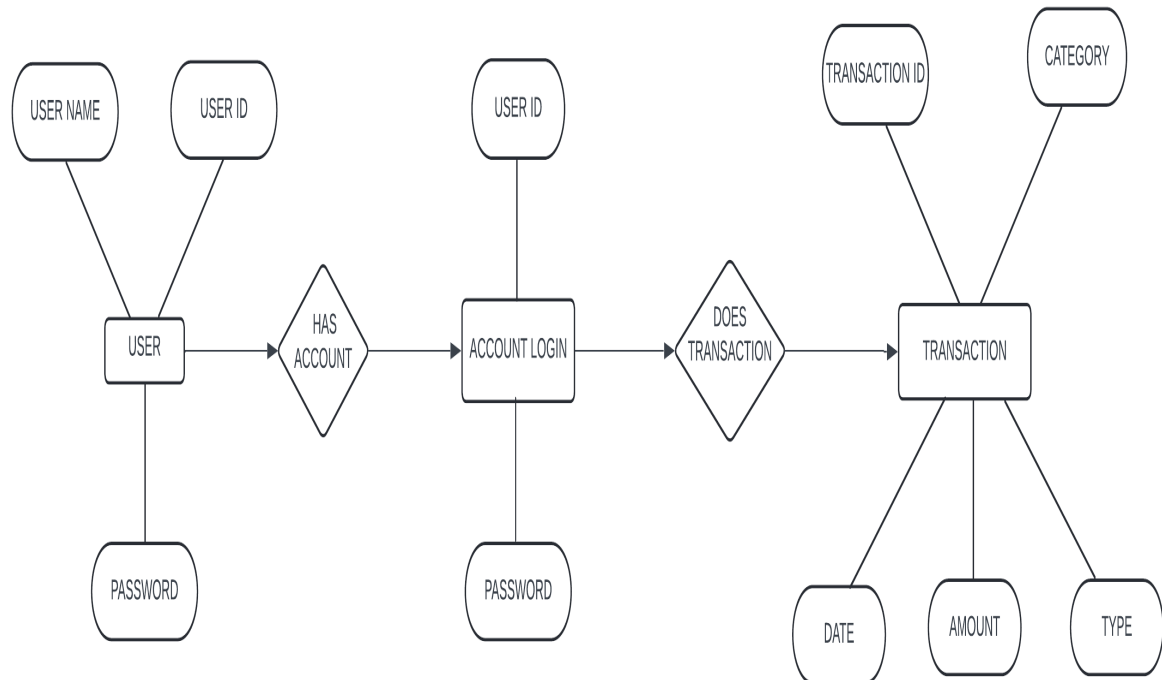 USER NAME
USER ID
USER ID
TRANSACTION ID
CATEGORY
USER
HAS
ACCOUNT
ACCOUNT LOGIN
DOES
TRANSACTION
TRANSACTION
PASSWORD
PASSWORD
DATE
AMOUNT
TYPE